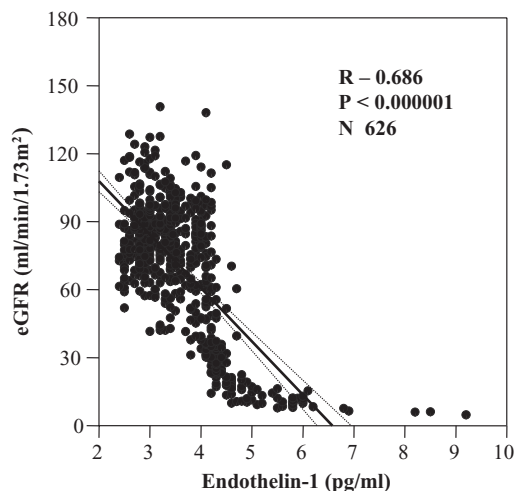 180
150
120
90
60
30
0
eGFR (ml/min/1.73m²)
R – 0.686
P < 0.000001
N 626
2 3 4 5 6 7 8 9 10
Endothelin-1 (pg/ml)